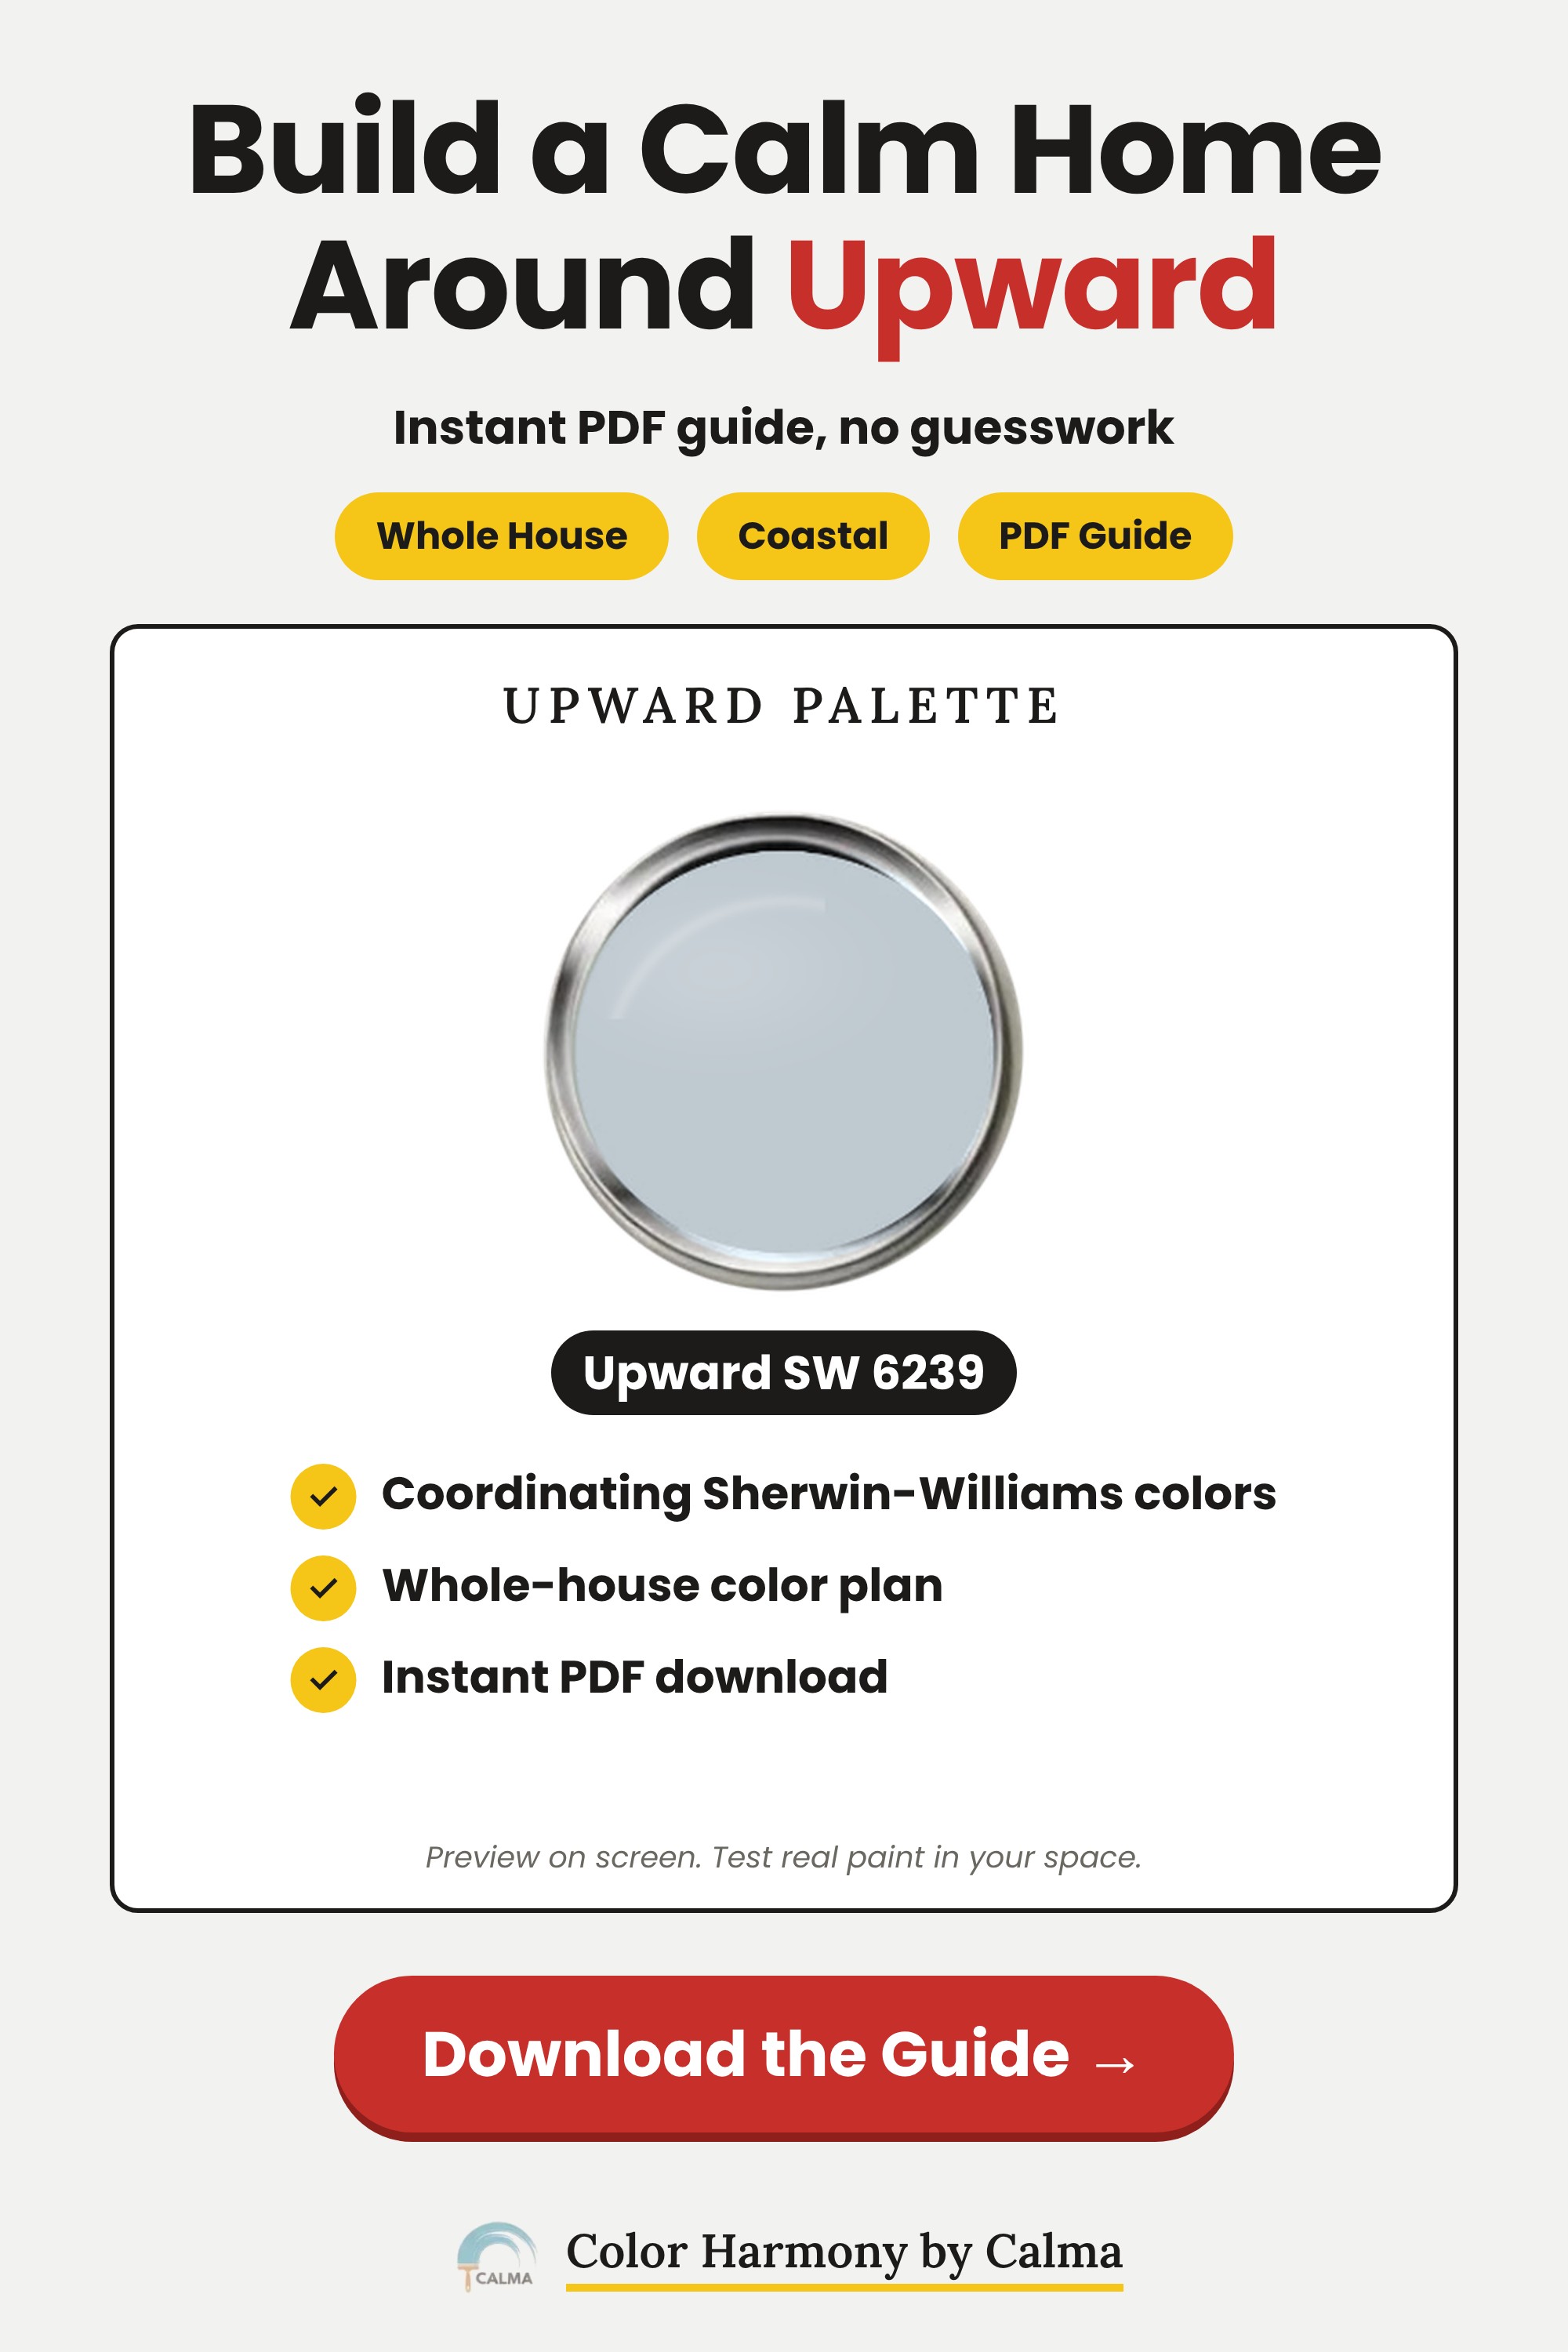 Build a Calm Home
Around Upward
Instant PDF guide, no guesswork
Whole House
Coastal
PDF Guide
UPWARD PALETTE
Upward SW 6239
Coordinating Sherwin-Williams colors
Whole-house color plan
Instant PDF download
Preview on screen. Test real paint in your space.
Download the Guide →
CALMA
Color Harmony by Calma